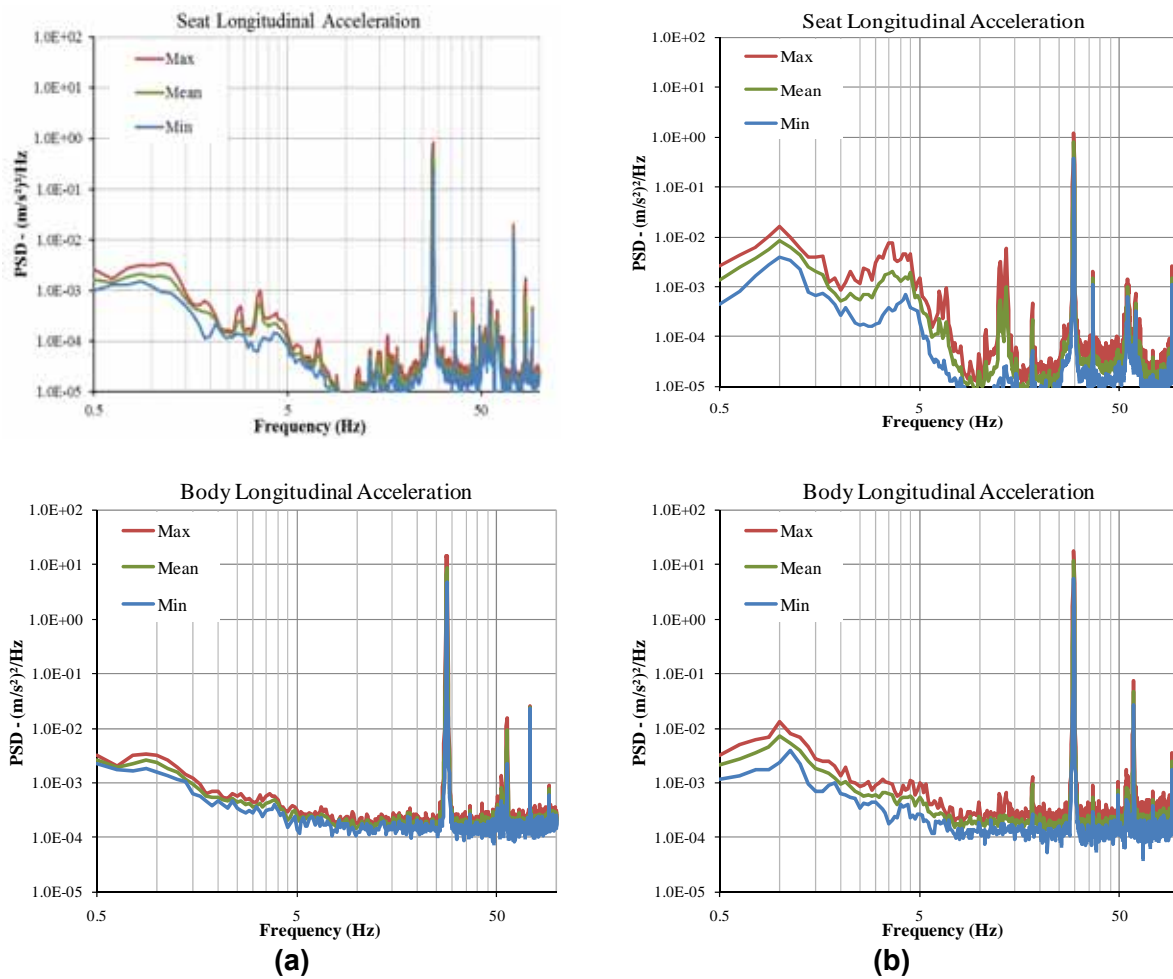 Seat Longitudinal Acceleration
1.0E+02
1.0E+01
1.0E+00
1.0E-01
1.0E-02
1.0E-03
1.0E-04
1.0E-05
PSD - (m/s²)²/Hz
Max
Mean
Min
0.5
5
50
Frequency (Hz)
Seat Longitudinal Acceleration
1.0E+02
1.0E+01
1.0E+00
1.0E-01
1.0E-02
1.0E-03
1.0E-04
1.0E-05
PSD - (m/s²)²/Hz
Max
Mean
Min
0.5
5
50
Frequency (Hz)
Body Longitudinal Acceleration
1.0E+02
1.0E+01
1.0E+00
1.0E-01
1.0E-02
1.0E-03
1.0E-04
1.0E-05
PSD - (m/s²)²/Hz
Max
Mean
Min
0.5
5
50
Frequency (Hz)
(a)
Body Longitudinal Acceleration
1.0E+02
1.0E+01
1.0E+00
1.0E-01
1.0E-02
1.0E-03
1.0E-04
1.0E-05
PSD - (m/s²)²/Hz
Max
Mean
Min
0.5
5
50
Frequency (Hz)
(b)